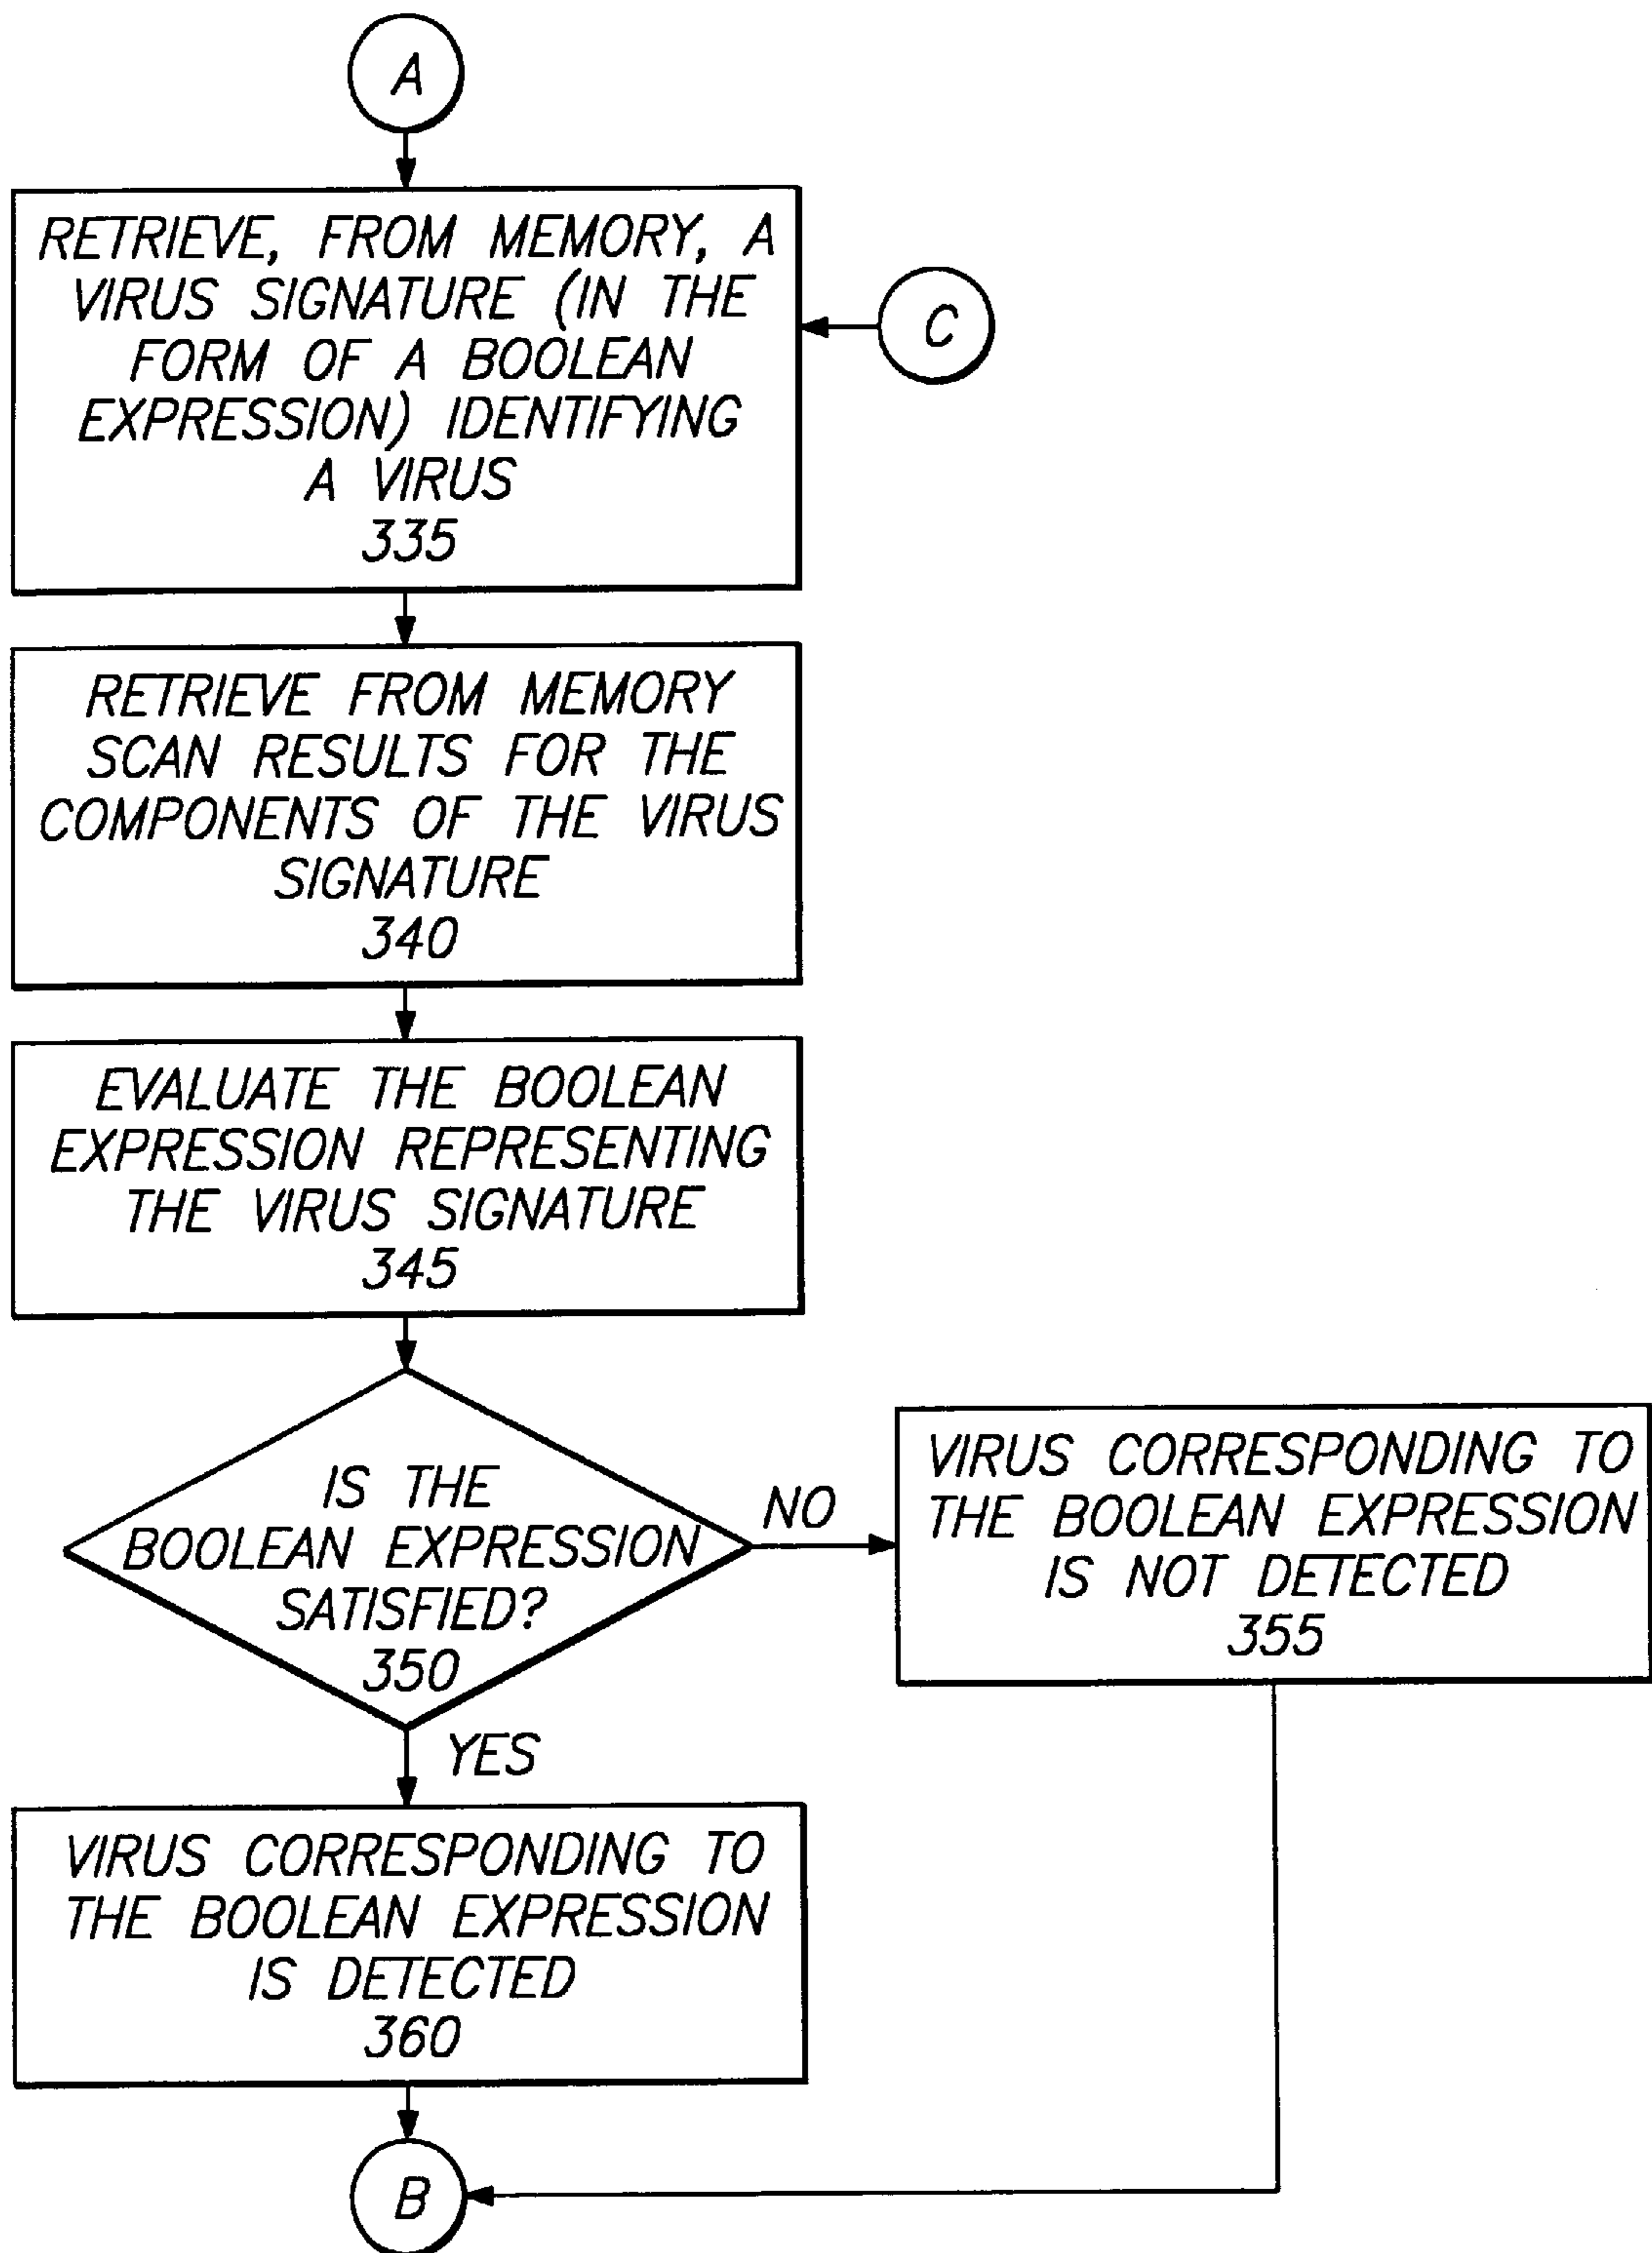 A
RETRIEVE, FROM MEMORY, A
VIRUS SIGNATURE (IN THE
FORM OF A BOOLEAN
EXPRESSION) IDENTIFYING
A VIRUS
335
C
RETRIEVE FROM MEMORY
SCAN RESULTS FOR THE
COMPONENTS OF THE VIRUS
SIGNATURE
340
EVALUATE THE BOOLEAN
EXPRESSION REPRESENTING
THE VIRUS SIGNATURE
345
IS THE
BOOLEAN EXPRESSION
SATISFIED?
350
NO
VIRUS CORRESPONDING TO
THE BOOLEAN EXPRESSION
IS NOT DETECTED
355
YES
VIRUS CORRESPONDING TO
THE BOOLEAN EXPRESSION
IS DETECTED
360
B